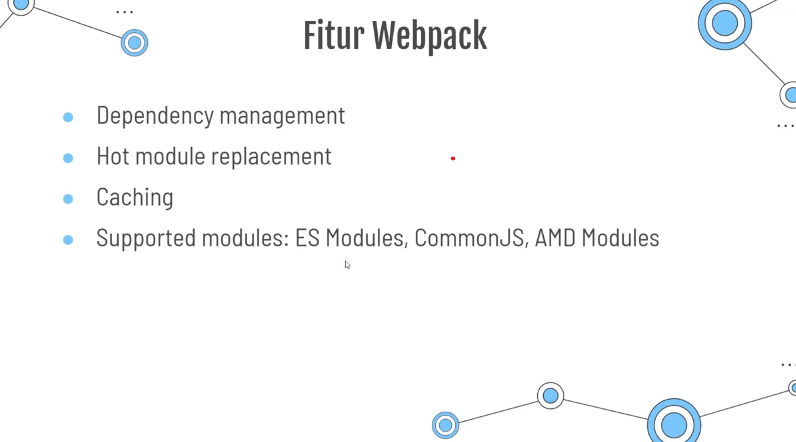 Fitur Webpack
Dependency management
Hot module replacement
Caching
Supported modules: ES Modules, CommonJS, AMD Modules